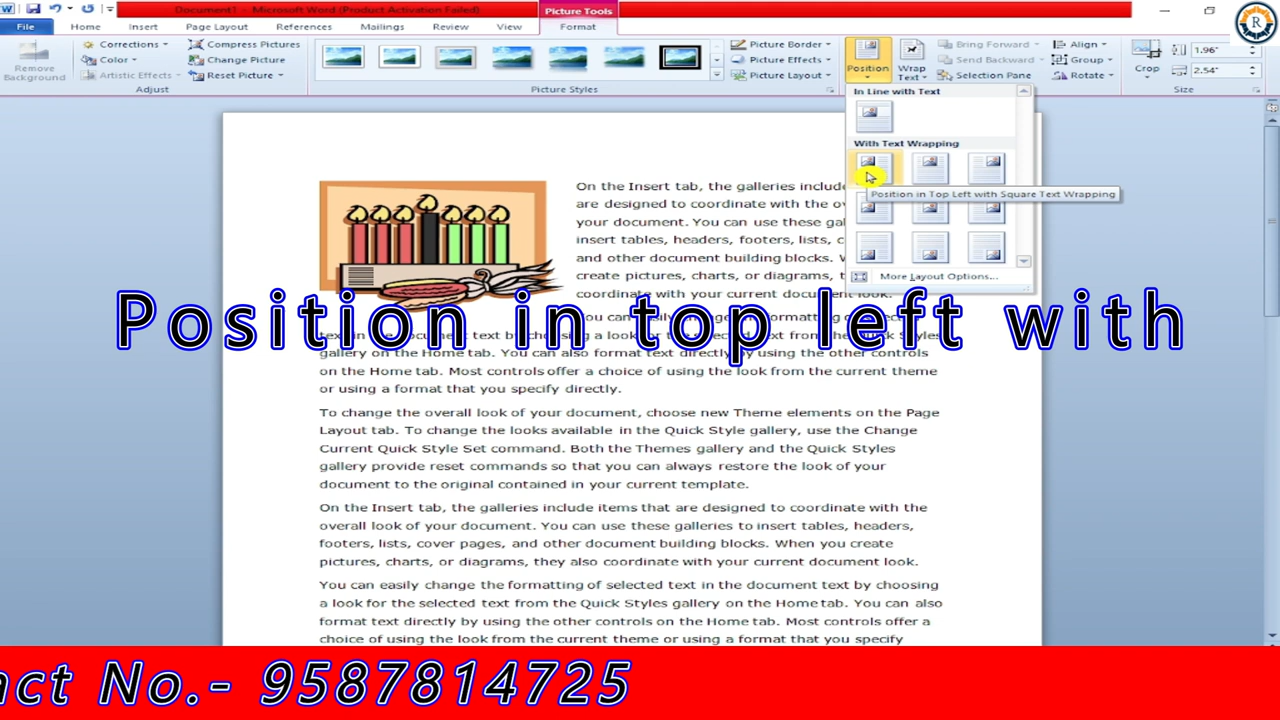 Document1 - Microsoft Word (Product Activation Failed)
Picture Tools
File Home Insert Page Layout References Mailings Review View Format
R
Remove Background
Corrections
Color
Artistic Effects
Compress Pictures
Change Picture
Reset Picture
Adjust
Picture Styles
Picture Border
Picture Effects
Picture Layout
Position
Wrap Text
Bring Forward
Send Backward
Selection Pane
Align
Group
Rotate
Crop
1.96"
2.54"
Size
In Line with Text
With Text Wrapping
Position in Top Left with Square Text Wrapping
More Layout Options...
On the Insert tab, the galleries include
are designed to coordinate with the
your document. You can use these
insert tables, headers, footers, lists,
and other document building blocks.
create pictures, charts, or diagrams,
coordinate with your current document look.
Position in top left with
gallery on the Home tab. You can also format text directly by using the other controls
on the Home tab. Most controls offer a choice of using the look from the current theme
or using a format that you specify directly.
To change the overall look of your document, choose new Theme elements on the Page
Layout tab. To change the looks available in the Quick Style gallery, use the Change
Current Quick Style Set command. Both the Themes gallery and the Quick Styles
gallery provide reset commands so that you can always restore the look of your
document to the original contained in your current template.
On the Insert tab, the galleries include items that are designed to coordinate with the
overall look of your document. You can use these galleries to insert tables, headers,
footers, lists, cover pages, and other document building blocks. When you create
pictures, charts, or diagrams, they also coordinate with your current document look.
You can easily change the formatting of selected text in the document text by choosing
a look for the selected text from the Quick Styles gallery on the Home tab. You can also
format text directly by using the other controls on the Home tab. Most controls offer a
choice of using the look from the current theme or using a format that you specify
act No.- 9587814725